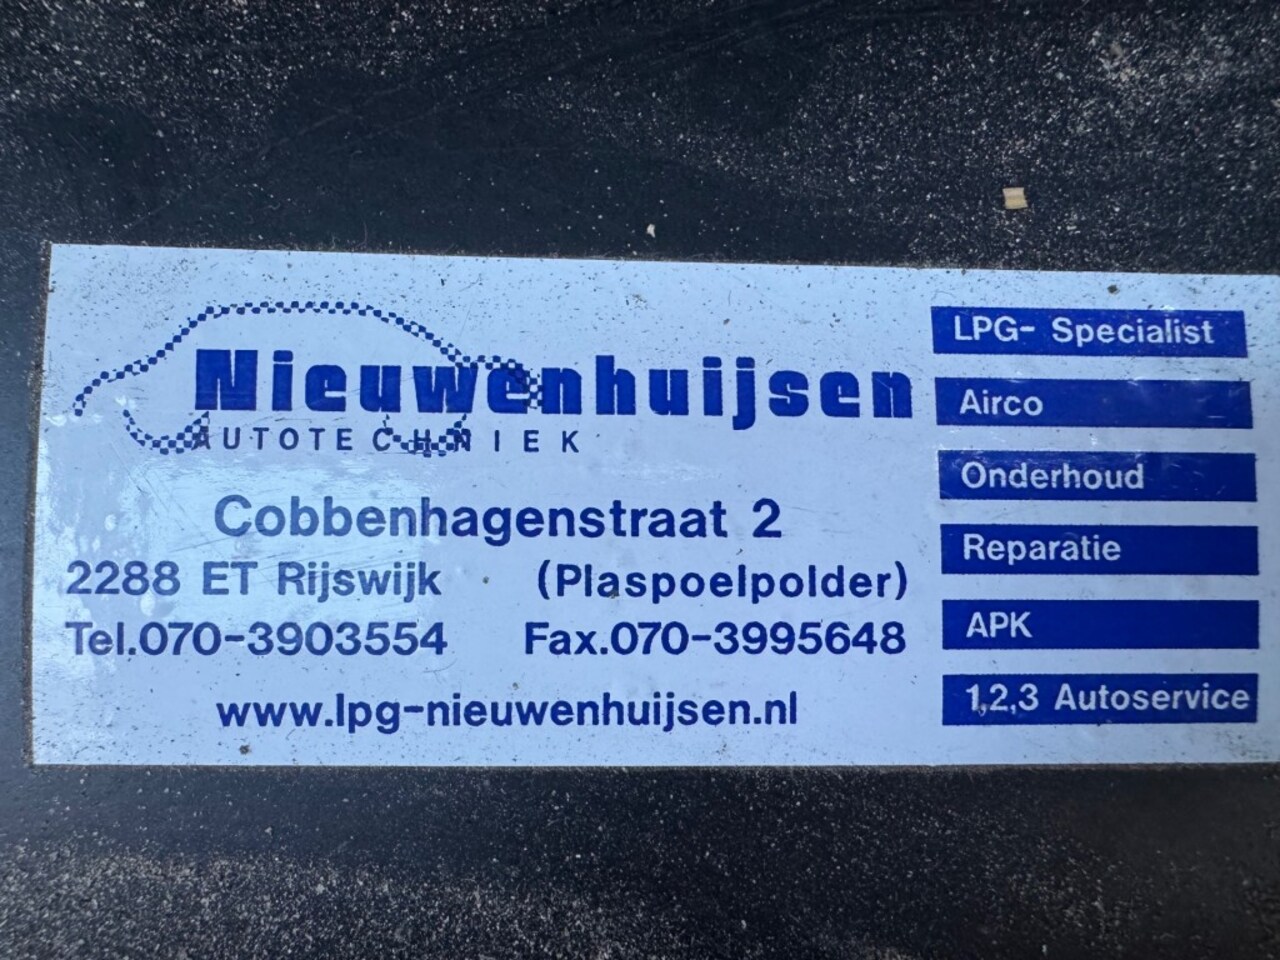 Nieuwenhuijsen
AUTOTECHNIEK
Cobbenhagenstraat 2
2288 ET Rijswijk (Plaspoelpolder)
Tel.070-3903554 Fax.070-3995648
www.lpg-nieuwenhuijsen.nl
LPG- Specialist
Airco
Onderhoud
Reparatie
APK
1,2,3 Autoservice